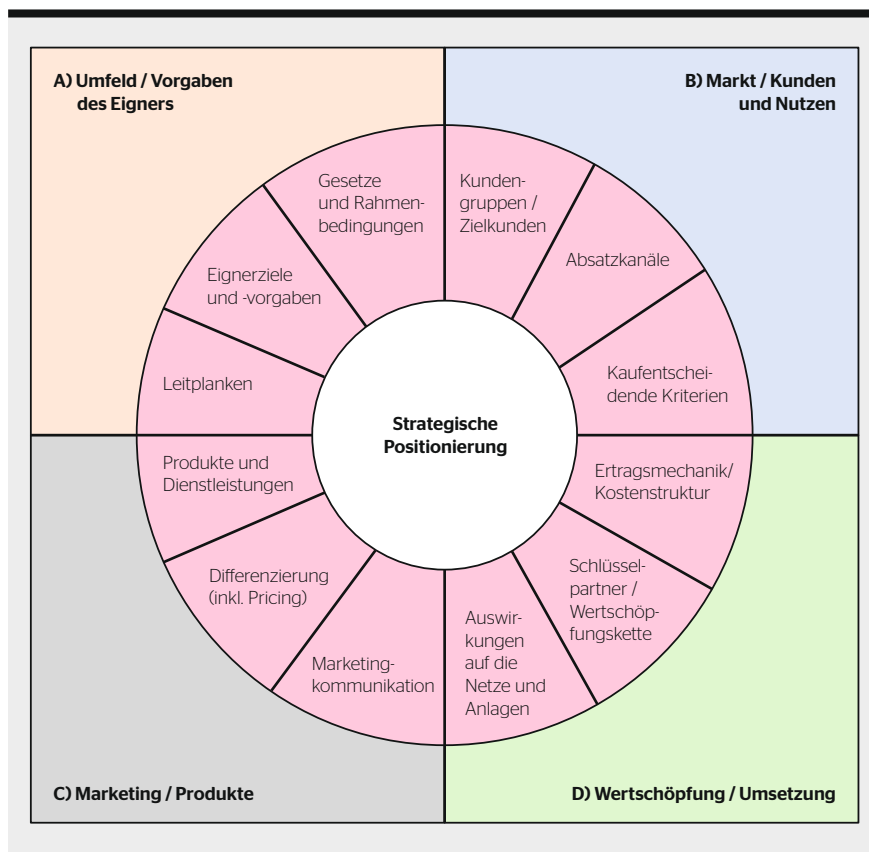 A) Umfeld / Vorgaben
des Eigners
B) Markt / Kunden
und Nutzen
Gesetze
und Rahmen-
bedingungen
Kunden-
gruppen /
Zielkunden
Absatzkanäle
Eignerziele
und -vorgaben
Kaufentschei-
dende Kriterien
Leitplanken
Strategische
Positionierung
Produkte und
Dienstleistungen
Ertragsmechanik/
Kostenstruktur
Differenzierung
(inkl. Pricing)
Schlüssel-
partner /
Wertschöp-
fungskette
Marketing-
kommunikation
Auswir-
kungen
auf die
Netze und
Anlagen
C) Marketing / Produkte
D) Wertschöpfung / Umsetzung